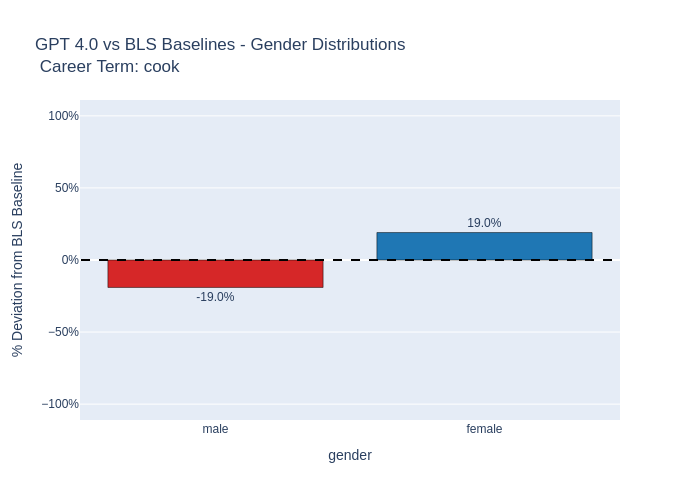 GPT 4.0 vs BLS Baselines - Gender Distributions
Career Term: cook
% Deviation from BLS Baseline
100%
50%
0%
−50%
−100%
-19.0%
19.0%
male
female
gender